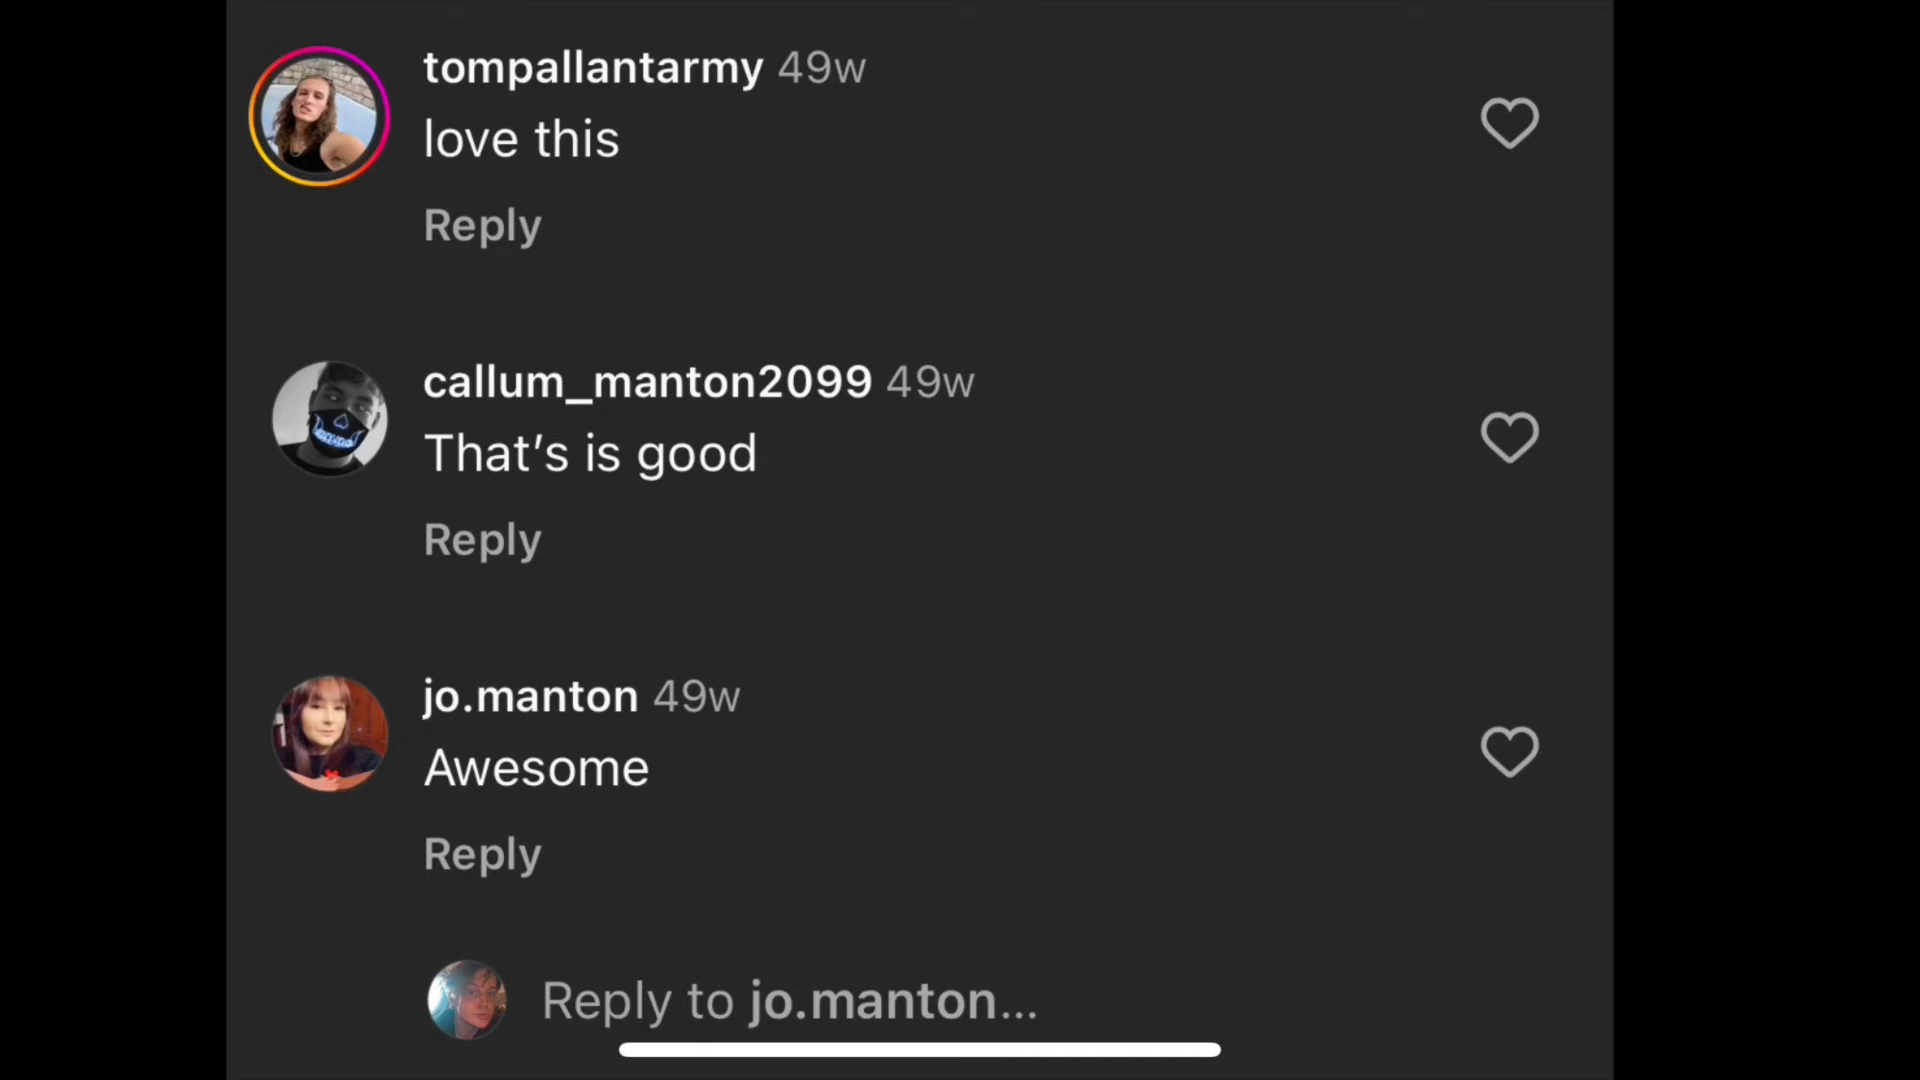 tompallantarmy 49w
love this
Reply
callum_manton2099 49w
That’s is good
Reply
jo.manton 49w
Awesome
Reply
Reply to jo.manton...